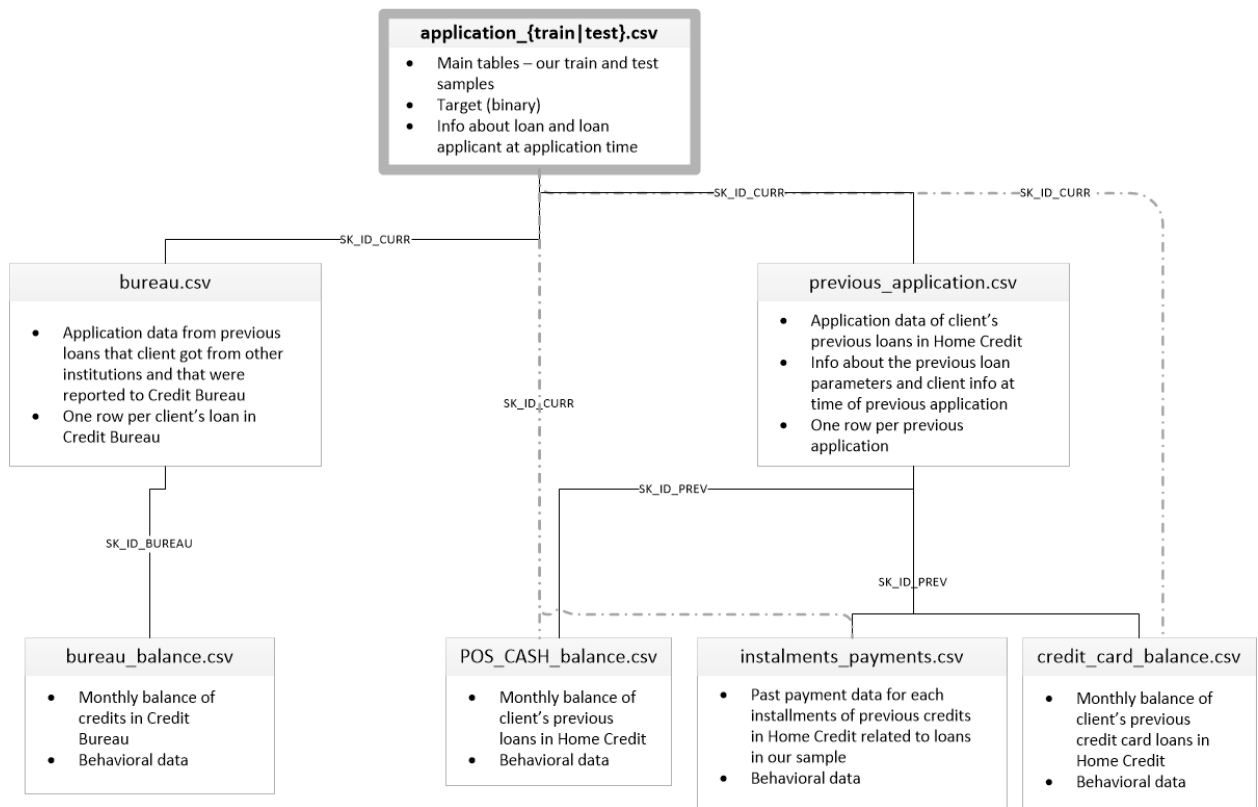 application_{train|test}.csv
• Main tables – our train and test
samples
• Target (binary)
• Info about loan and loan
applicant at application time
SK_ID_CURR
SK_ID_CURR
SK_ID_CURR
bureau.csv
• Application data from previous
loans that client got from other
institutions and that were
reported to Credit Bureau
• One row per client's loan in
Credit Bureau
previous_application.csv
• Application data of client's
previous loans in Home Credit
• Info about the previous loan
parameters and client info at
time of previous application
• One row per previous
application
SK_ID_CURR
SK_ID_PREV
SK_ID_BUREAU
SK_ID_PREV
bureau_balance.csv
• Monthly balance of
credits in Credit
Bureau
• Behavioral data
POS_CASH_balance.csv
• Monthly balance of
client's previous
loans in Home Credit
• Behavioral data
instalments_payments.csv
• Past payment data for each
installments of previous credits
in Home Credit related to loans
in our sample
• Behavioral data
credit_card_balance.csv
• Monthly balance of
client's previous
credit card loans in
Home Credit
• Behavioral data